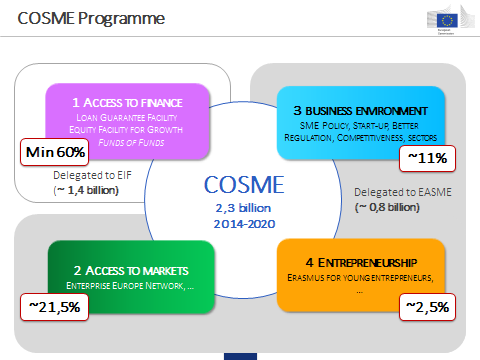 COSME Programme
European
Commission
1 ACCESS TO FINANCE
LOAN GUARANTEE FACILITY
EQUITY FACILITY FOR GROWTH
FUNDS OF FUNDS
Min 60%
Delegated to EIF
(~ 1,4 billion)
3 BUSINESS ENVIRONMENT
SME POLICY, START-UP, BETTER
REGULATION, COMPETITIVENESS, SECTORS
~11%
Delegated to EASME
(~ 0,8 billion)
COSME
2,3 billion
2014-2020
2 ACCESS TO MARKETS
ENTERPRISE EUROPE NETWORK, ...
~21,5%
4 ENTREPRENEURSHIP
ERASMUS FOR YOUNG ENTREPRENEURS,
...
~2,5%